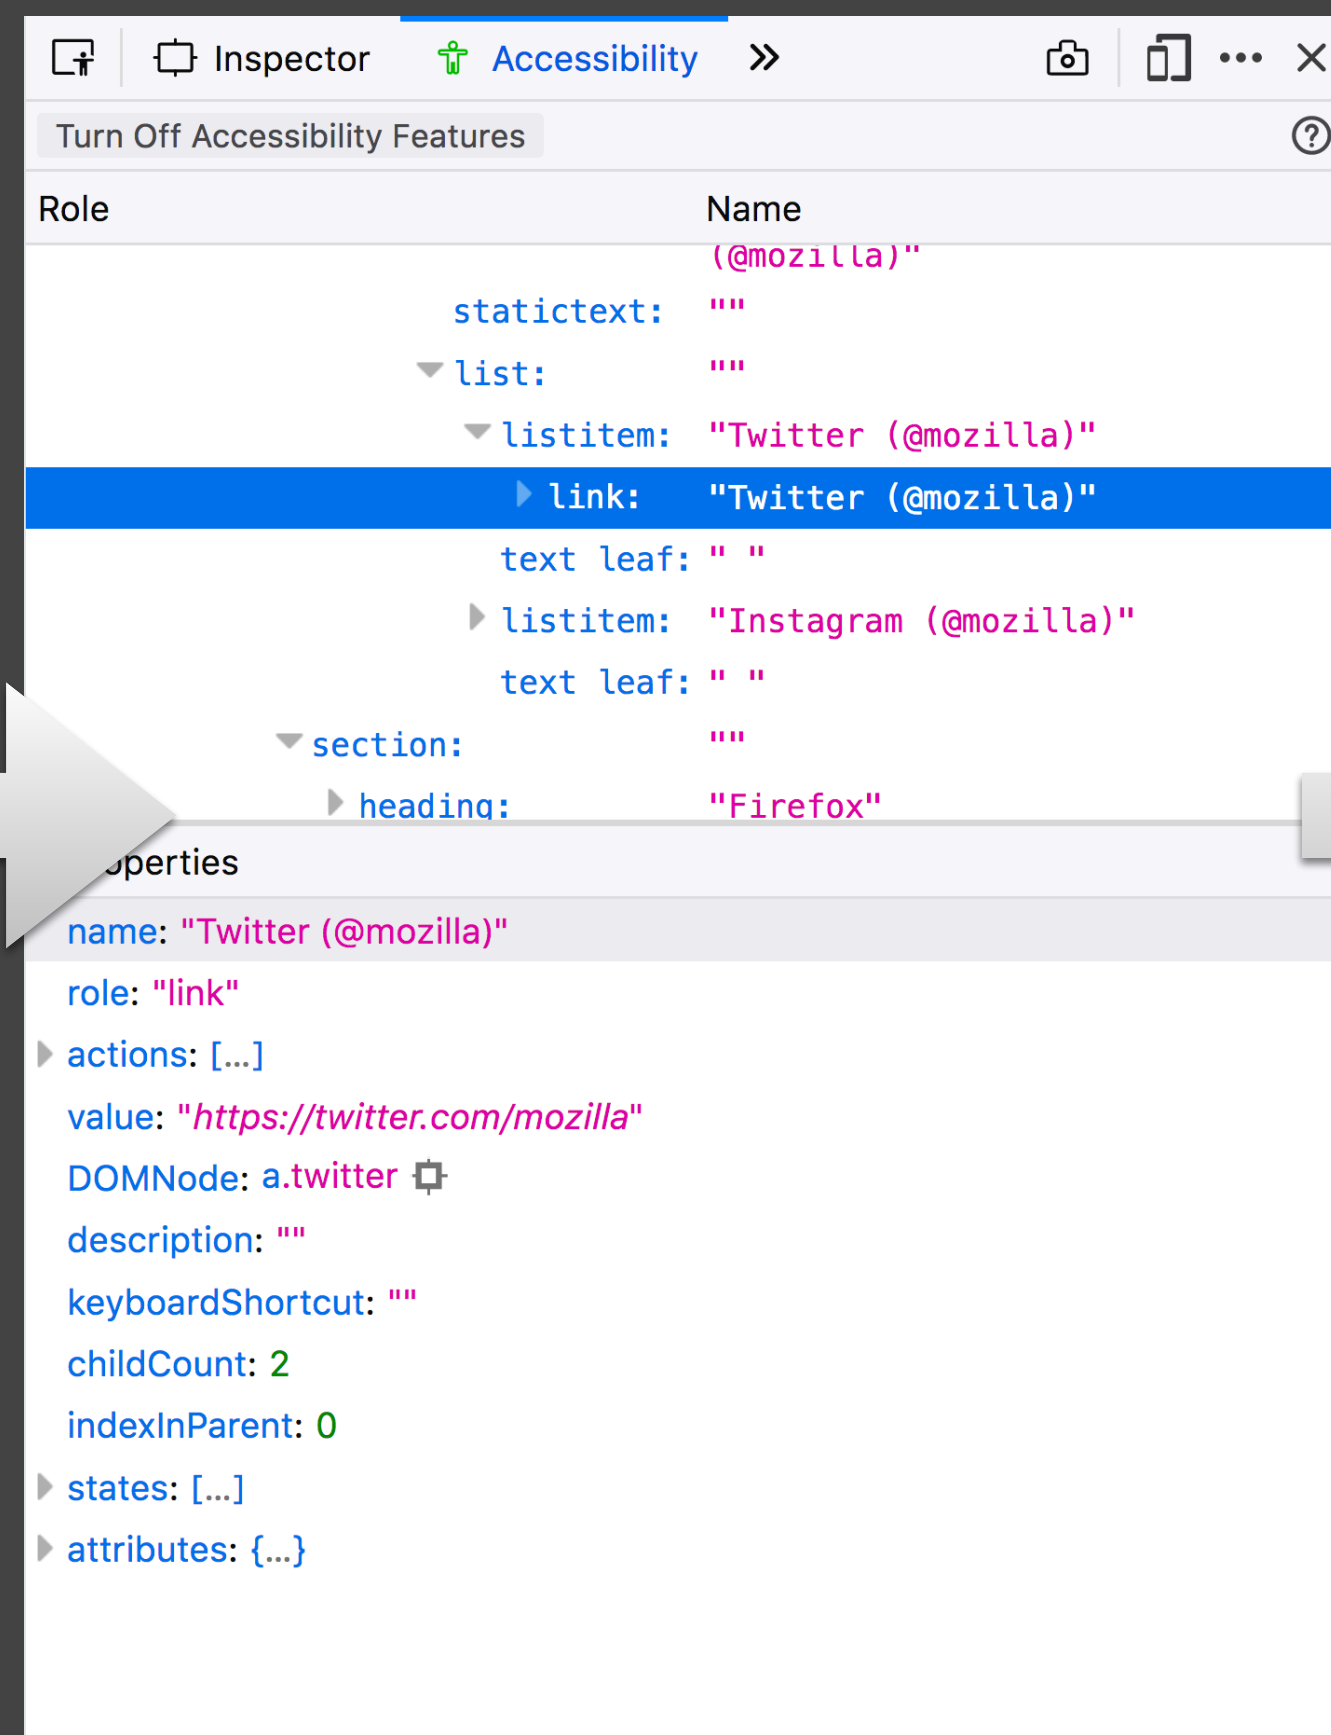 Inspector Accessibility
Turn Off Accessibility Features
Role Name
(@mozilla)"
statictext: ""
list: ""
listitem: "Twitter (@mozilla)"
link: "Twitter (@mozilla)"
text leaf: " "
listitem: "Instagram (@mozilla)"
text leaf: " "
section: ""
heading: "Firefox"
operties
name: "Twitter (@mozilla)"
role: "link"
actions: […]
value: "https://twitter.com/mozilla"
DOMNode: a.twitter
description: ""
keyboardShortcut: ""
childCount: 2
indexInParent: 0
states: […]
attributes: {…}